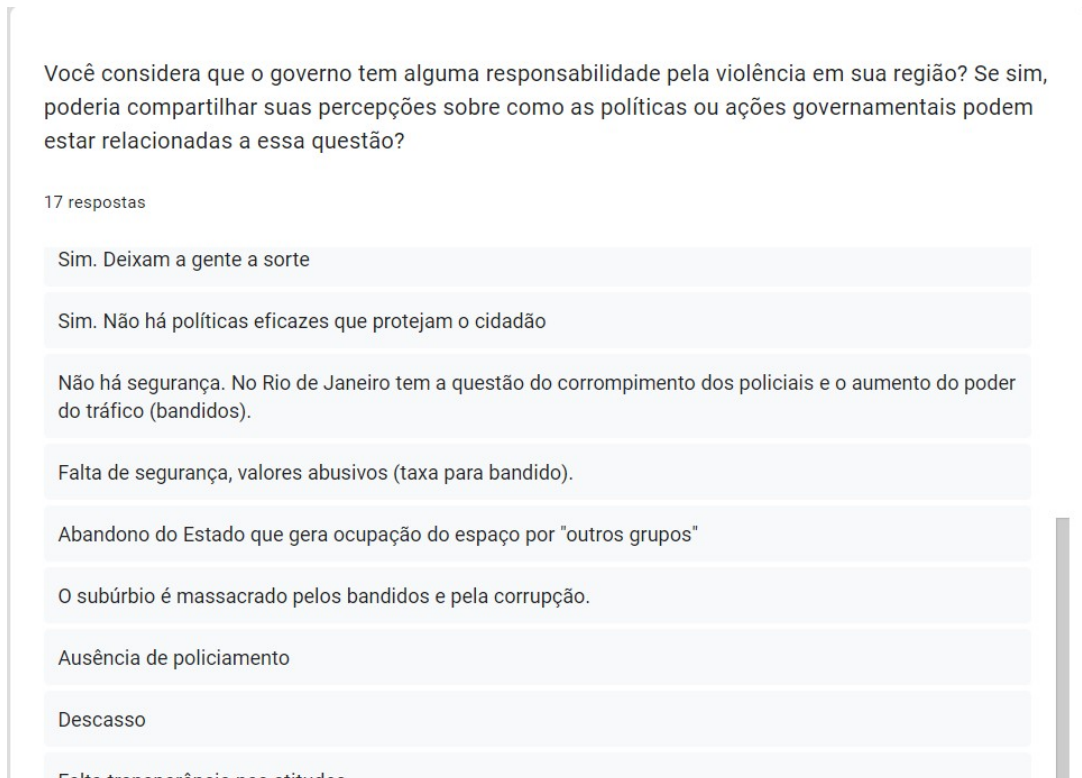 Você considera que o governo tem alguma responsabilidade pela violência em sua região? Se sim,
poderia compartilhar suas percepções sobre como as políticas ou ações governamentais podem
estar relacionadas a essa questão?
17 respostas
Sim. Deixam a gente a sorte
Sim. Não há políticas eficazes que protejam o cidadão
Não há segurança. No Rio de Janeiro tem a questão do corrompimento dos policiais e o aumento do poder
do tráfico (bandidos).
Falta de segurança, valores abusivos (taxa para bandido).
Abandono do Estado que gera ocupação do espaço por "outros grupos"
O subúrbio é massacrado pelos bandidos e pela corrupção.
Ausência de policiamento
Descasso
Falta transparência nas atitudes